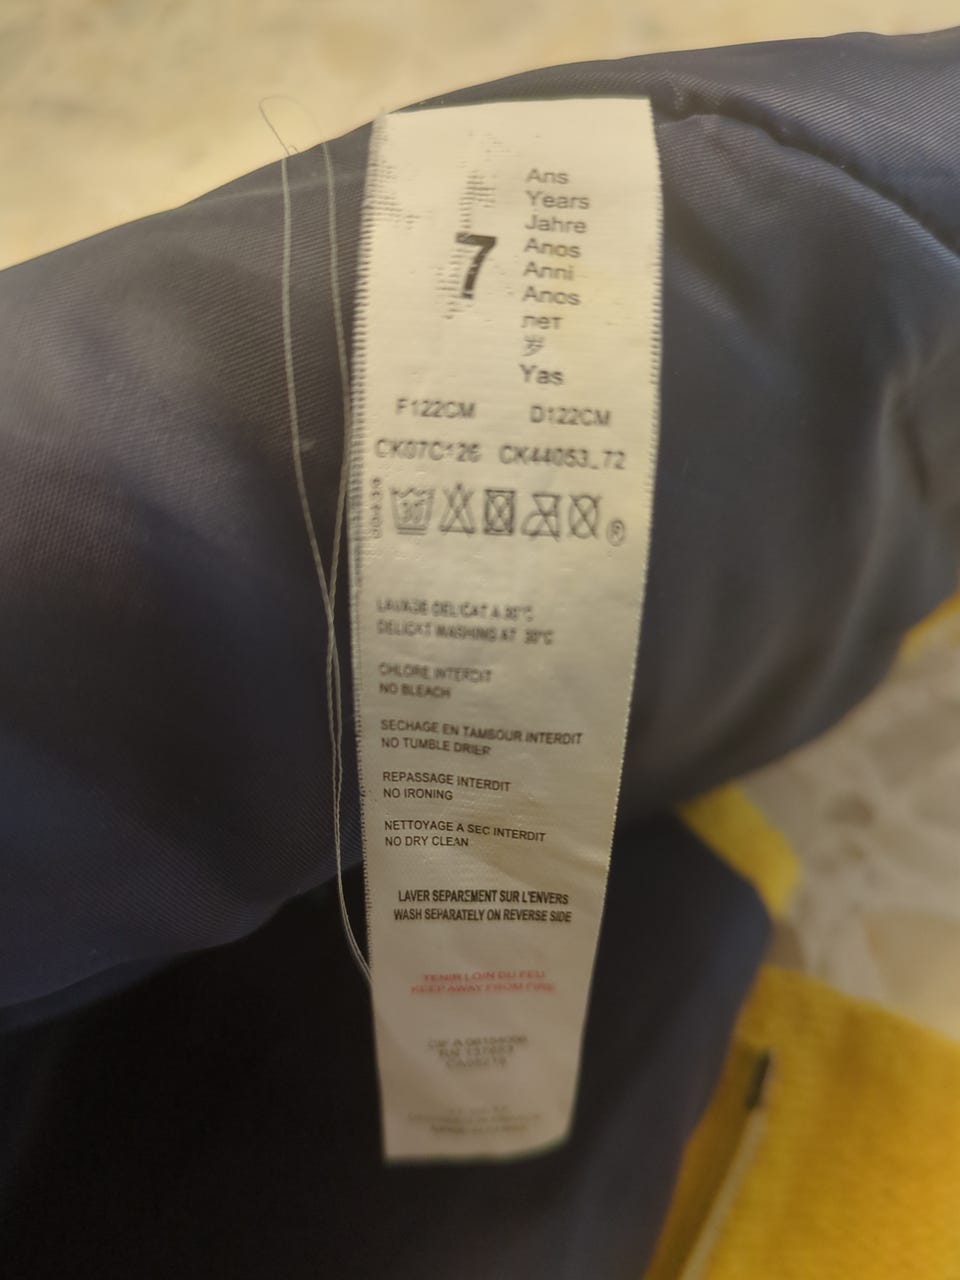 7
Ans
Years
Jahre
Anos
Anni
Anos
лет
岁
Yas
F122CM D122CM
CK07C126 CK44053_72
30
LAVAGE DELICAT A 30°C
DELICAT WASHING AT 30°C
CHLORE INTERDIT
NO BLEACH
SECHAGE EN TAMBOUR INTERDIT
NO TUMBLE DRIER
REPASSAGE INTERDIT
NO IRONING
NETTOYAGE A SEC INTERDIT
NO DRY CLEAN
LAVER SEPAREMENT SUR L'ENVERS
WASH SEPARATELY ON REVERSE SIDE
TENIR LOIN DU FEU
KEEP AWAY FROM FIRE